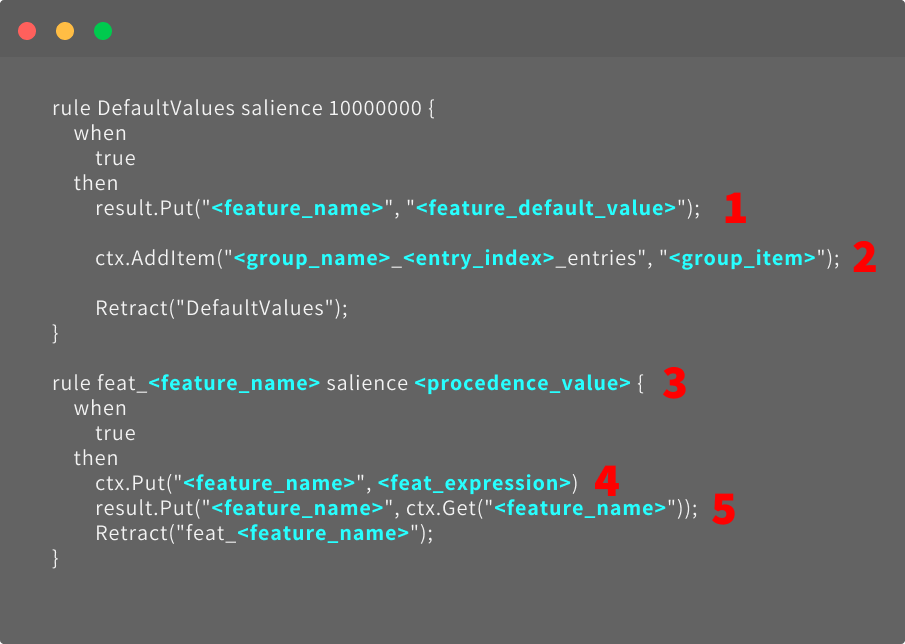 rule DefaultValues salience 10000000 {
when
true
then
result.Put("<feature_name>", "<feature_default_value>"); 1
ctx.AddItem("<group_name>_<entry_index>_entries", "<group_item>"); 2
Retract("DefaultValues");
}
rule feat_<feature_name> salience <procedence_value> { 3
when
true
then
ctx.Put("<feature_name>", <feat_expression>) 4
result.Put("<feature_name>", ctx.Get("<feature_name>")); 5
Retract("feat_<feature_name>");
}